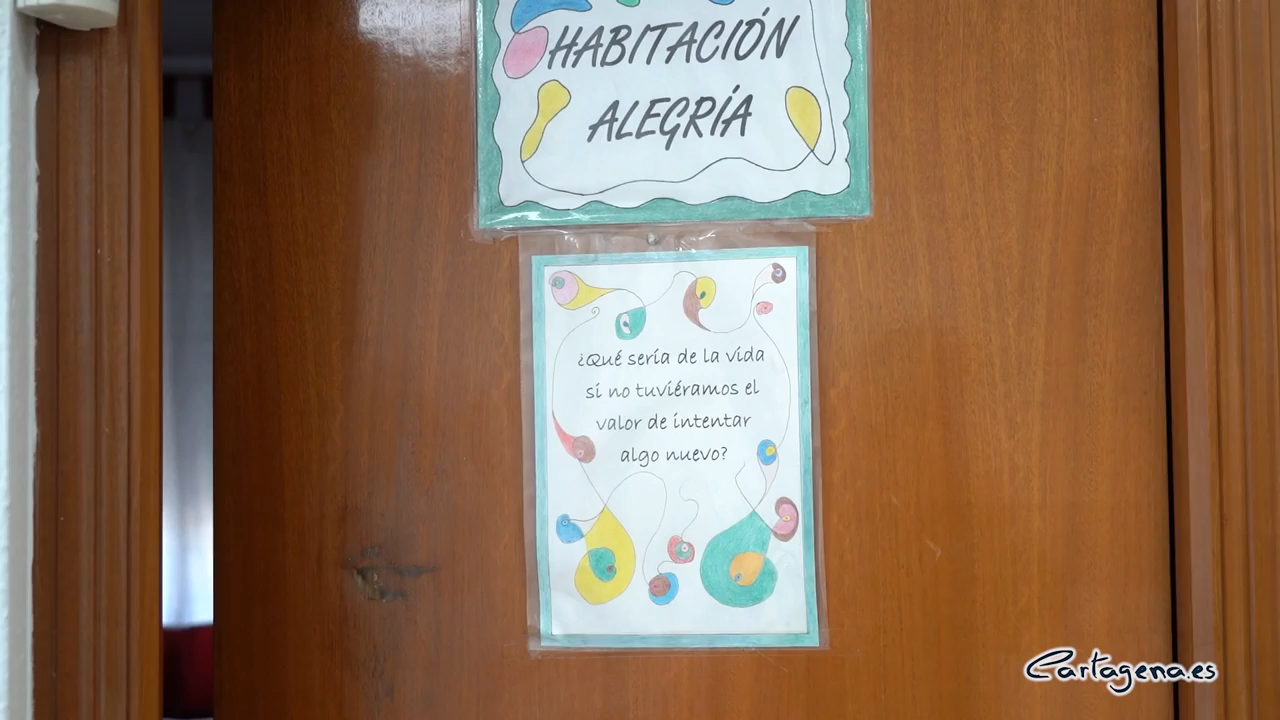 HABITACIÓN
ALEGRÍA
¿Qué sería de la vida
si no tuviéramos el
valor de intentar
algo nuevo?
Cartagena.es